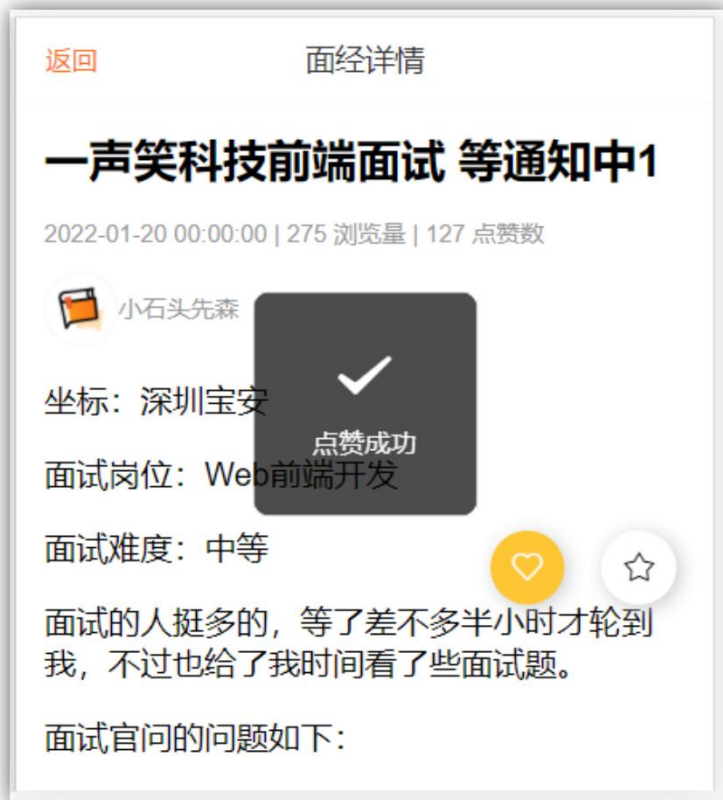 返回
面经详情
一声笑科技前端面试 等通知中1
2022-01-20 00:00:00 | 275 浏览量 | 127 点赞数
小石头先森
坐标：深圳宝安
点赞成功
面试岗位：Web前端开发
面试难度：中等
面试的人挺多的，等了差不多半小时才轮到
我，不过也给了我时间看了些面试题。
面试官问的问题如下：